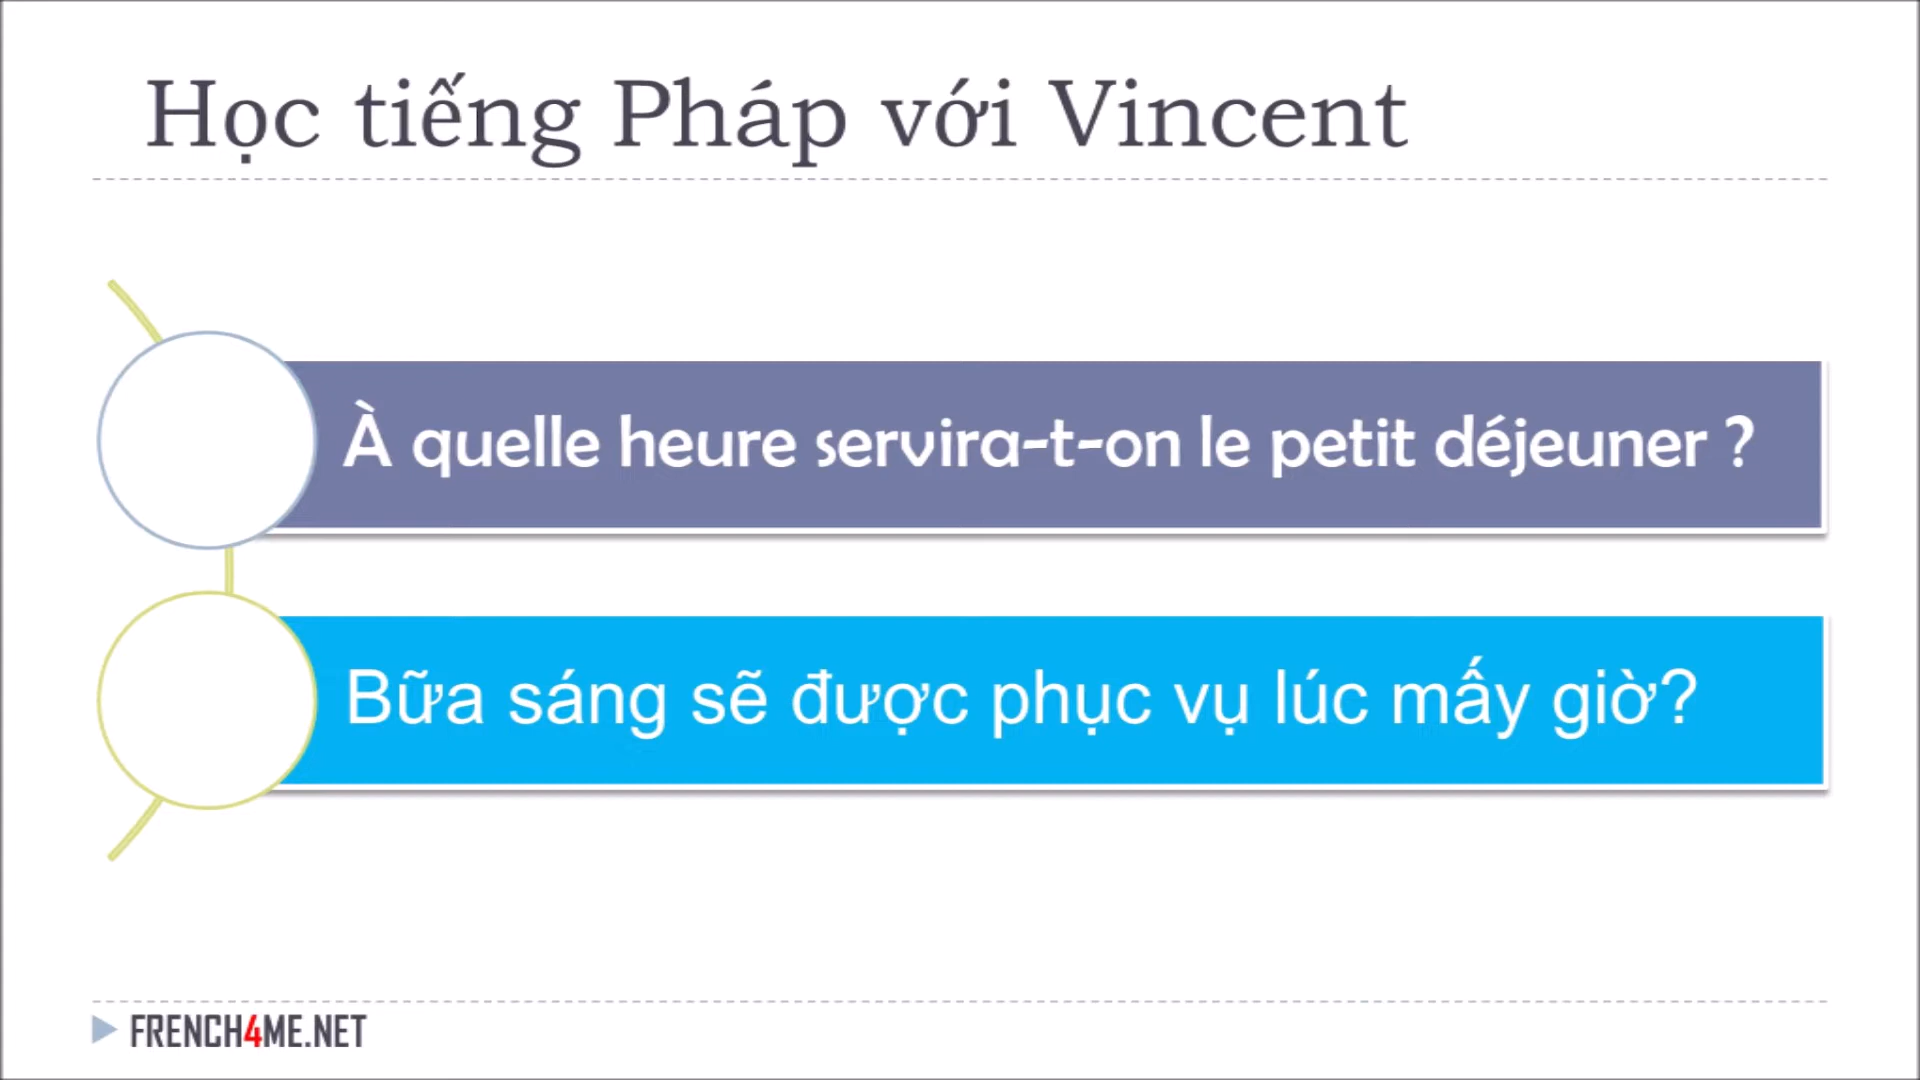 Học tiếng Pháp với Vincent
À quelle heure servira-t-on le petit déjeuner ?
Bữa sáng sẽ được phục vụ lúc mấy giờ?
FRENCH4ME.NET